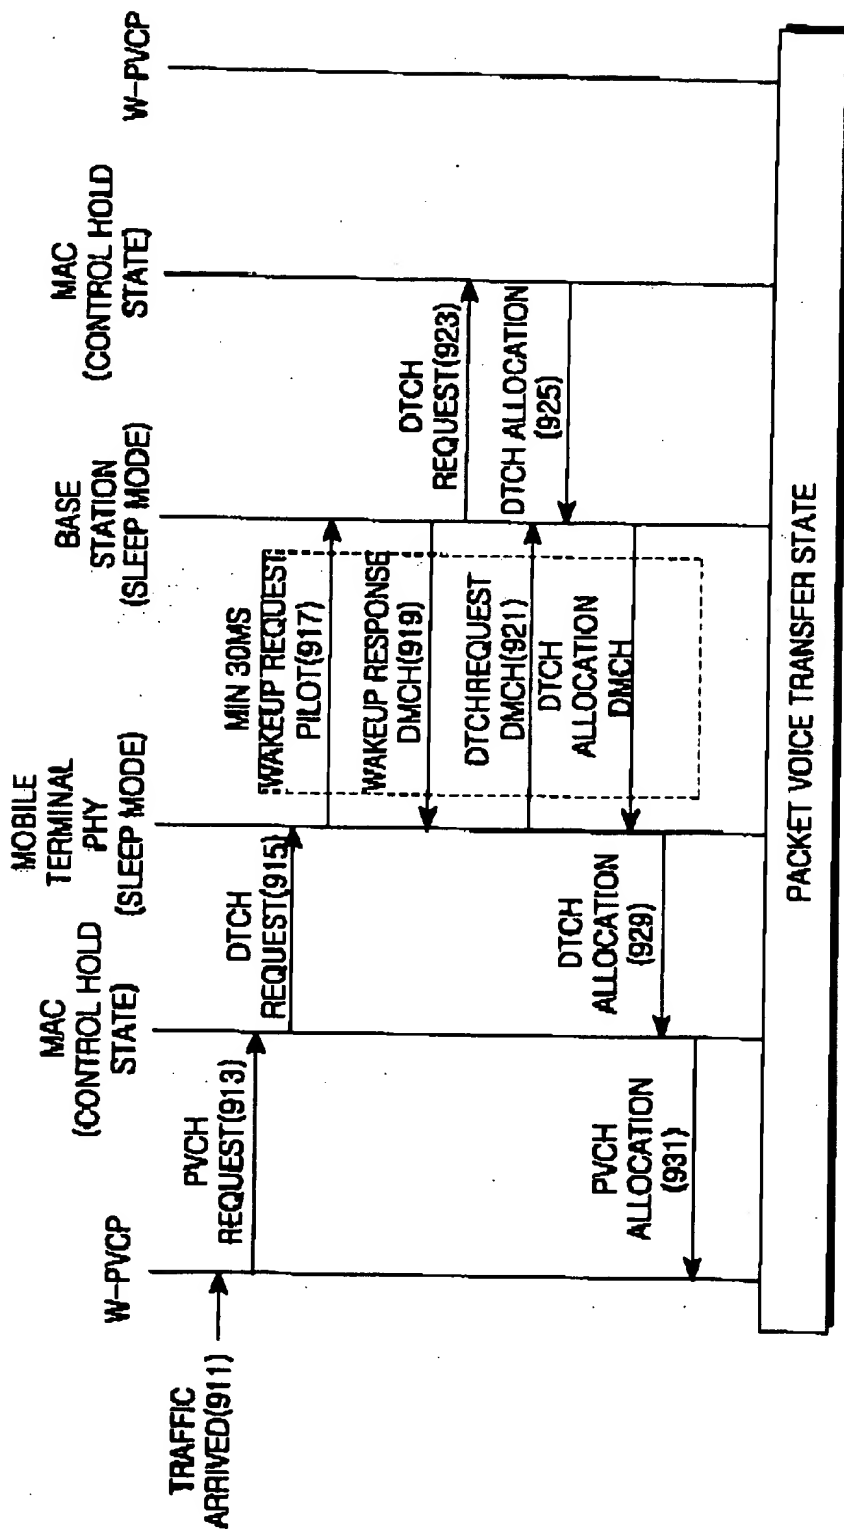 W-PVCP
MAC
(CONTROL HOLD
STATE)
MOBILE
TERMINAL
PHY
(SLEEP MODE)
BASE
STATION
(SLEEP MODE)
MAC
(CONTROL HOLD
STATE)
W-PVCP
TRAFFIC
ARRIVED(911)
PVCH
REQUEST(913)
DTCH
REQUEST(915)
MIN 30MS
WAKEUP REQUEST
PILOT(917)
WAKEUP RESPONSE
DMCH(919)
DTCHREQUEST
DMCH(921)
DTCH
REQUEST(923)
DTCH ALLOCATION
(925)
DTCH
ALLOCATION
DMCH
DTCH
ALLOCATION
(929)
PVCH
ALLOCATION
(931)
PACKET VOICE TRANSFER STATE